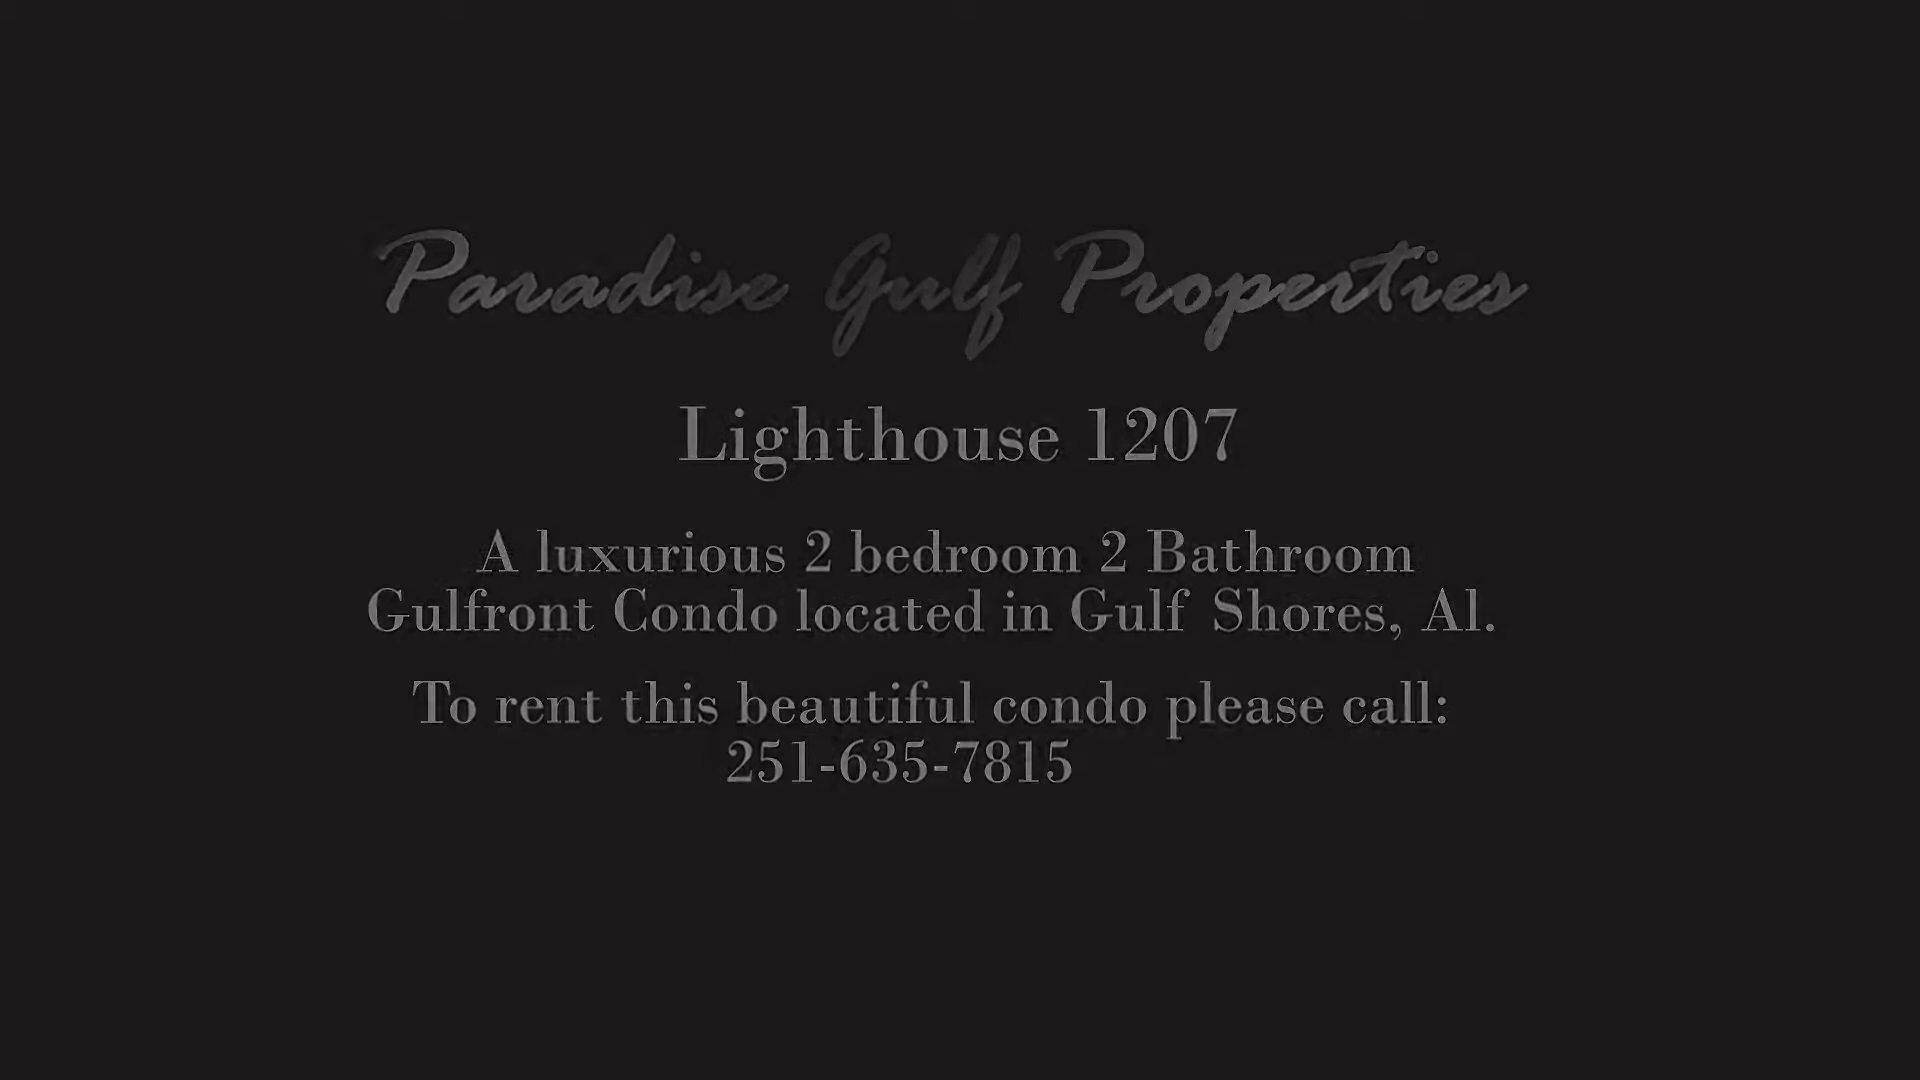 Paradise Gulf Properties
Lighthouse 1207
A luxurious 2 bedroom 2 Bathroom
Gulfront Condo located in Gulf Shores, Al.
To rent this beautiful condo please call:
251-635-7815